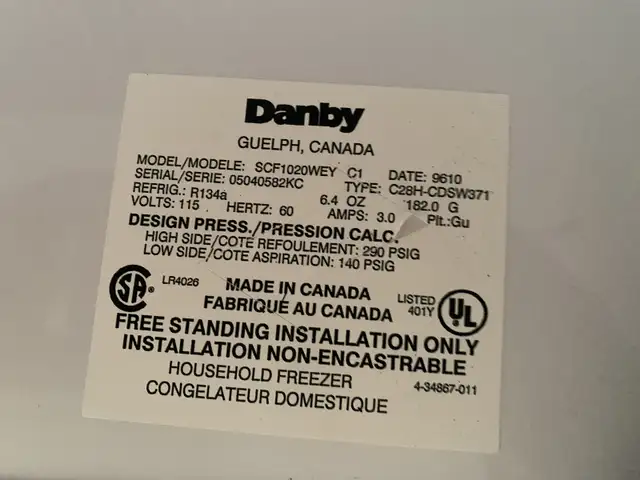 Danby
GUELPH, CANADA
MODEL/MODELE: SCF1020WEY C1 DATE: 9610
SERIAL/SERIE: 05040582KC TYPE: C28H-CDSW371
REFRIG.: R134a 6.4 OZ 182.0 G
VOLTS: 115 HERTZ: 60 AMPS: 3.0 Plt.:Gu
DESIGN PRESS./PRESSION CALC.
HIGH SIDE/COTE REFOULEMENT: 290 PSIG
LOW SIDE/COTE ASPIRATION: 140 PSIG
SA® LR4026 MADE IN CANADA LISTED UL
FABRIQUÉ AU CANADA 401Y
FREE STANDING INSTALLATION ONLY
INSTALLATION NON-ENCASTRABLE
HOUSEHOLD FREEZER 4-34867-011
CONGELATEUR DOMESTIQUE